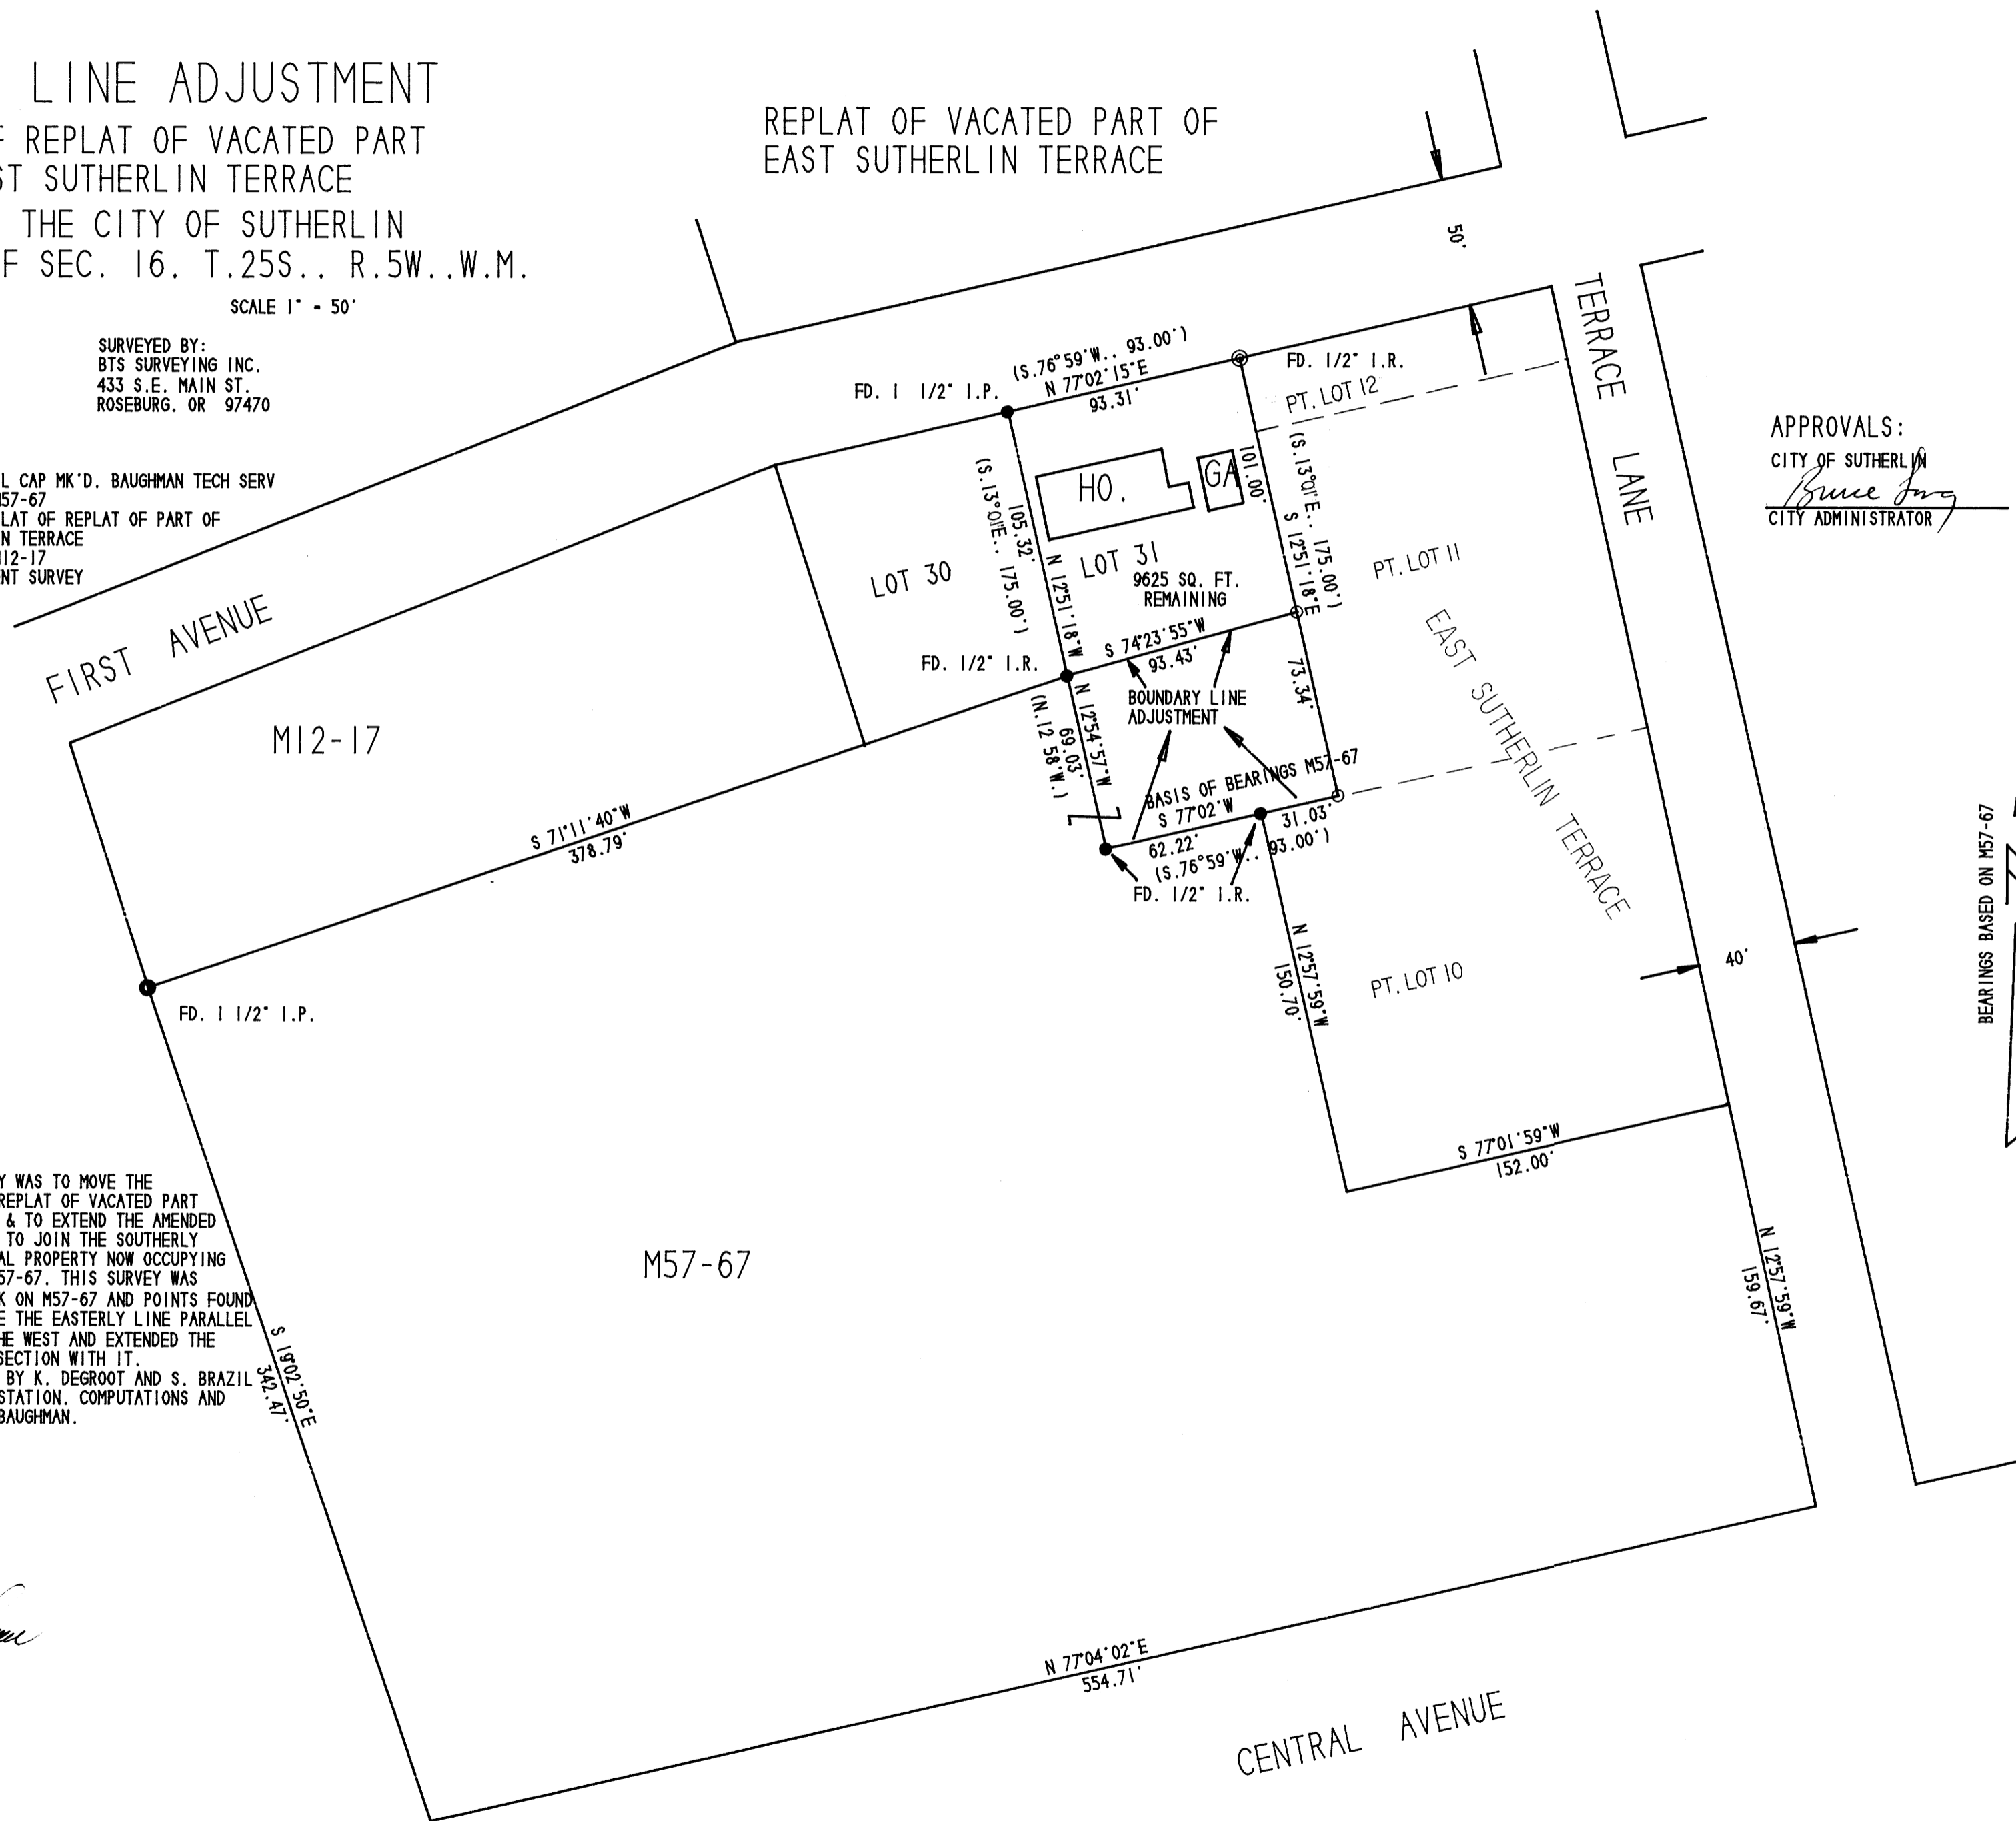 LINE ADJUSTMENT
F REPLAT OF VACATED PART
ST SUTHERLIN TERRACE
THE CITY OF SUTHERLIN
F SEC. 16. T.25S.. R.5W..W.M.
SCALE 1" - 50'
SURVEYED BY:
BTS SURVEYING INC.
433 S.E. MAIN ST.
ROSEBURG. OR 97470
L CAP MK'D. BAUGHMAN TECH SERV
M57-67
LAT OF REPLAT OF PART OF
N TERRACE
M12-17
NT SURVEY
REPLAT OF VACATED PART OF
EAST SUTHERLIN TERRACE
50'
TERRACE LANE
FIRST AVENUE
(S.76°59'W.. 93.00')
N 77°02'15"E
93.31'
FD. 1 1/2" I.P.
FD. 1/2" I.R.
PT. LOT 12
HO.
GA
101.00'
(S.13°01'E.. 175.00')
S 12°51'18"E
105.32'
(S.13°01'E.. 175.00')
N 12°51'18"W
LOT 30
LOT 31
9625 SQ. FT.
REMAINING
PT. LOT 11
EAST SUTHERLIN TERRACE
FD. 1/2" I.R.
S 74°23'55"W
93.43'
73.34'
BOUNDARY LINE
ADJUSTMENT
N 12°54'57"W
69.03'
(N.12 58'W.)
BASIS OF BEARINGS M57-67
S 77°02'W
62.22'
31.03'
(S.76°59'W.. 93.00')
FD. 1/2" I.R.
APPROVALS:
CITY OF SUTHERLIN
CITY ADMINISTRATOR
M12-17
S 71°11'40"W
378.79'
FD. 1 1/2" I.P.
N 12°57'59"W
150.70'
PT. LOT 10
40'
BEARINGS BASED ON M57-67
S 77°01'59"W
152.00'
N 12°57'59"W
159.67'
M57-67
Y WAS TO MOVE THE
REPLAT OF VACATED PART
& TO EXTEND THE AMENDED
TO JOIN THE SOUTHERLY
AL PROPERTY NOW OCCUPYING
57-67. THIS SURVEY WAS
K ON M57-67 AND POINTS FOUND
E THE EASTERLY LINE PARALLEL
HE WEST AND EXTENDED THE
SECTION WITH IT.
BY K. DEGROOT AND S. BRAZIL
STATION. COMPUTATIONS AND
BAUGHMAN.
S 19°02'50"E
342.47'
N 77°04'02"E
554.71'
CENTRAL AVENUE